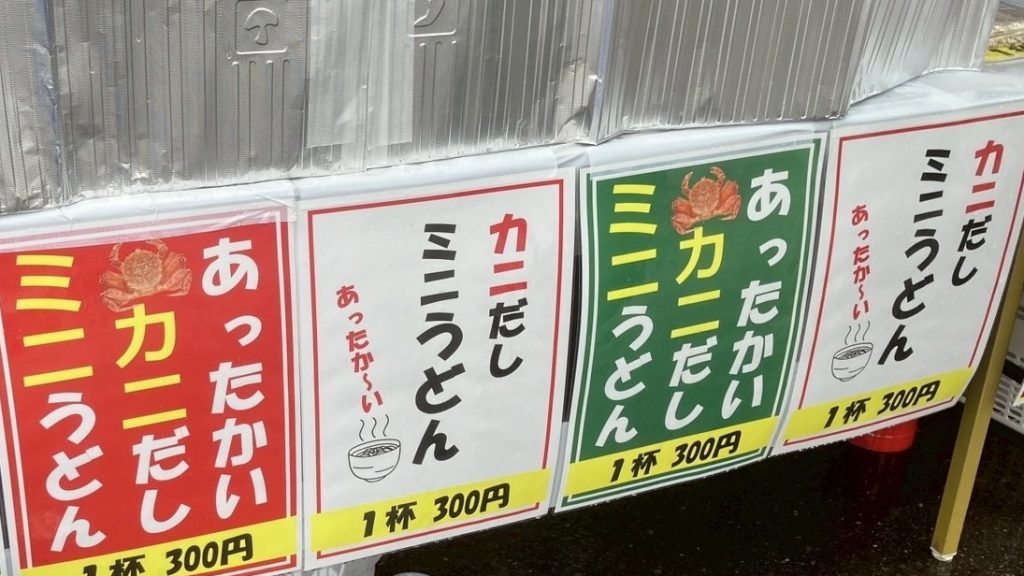 あったかい
カニだし
ミニうどん
1杯 300円
カニだし
ミニうどん
あったか〜い
1杯 300円
あったかい
カニだし
ミニうどん
1杯 300円
カニだし
ミニうどん
あったか〜い
1杯 300円